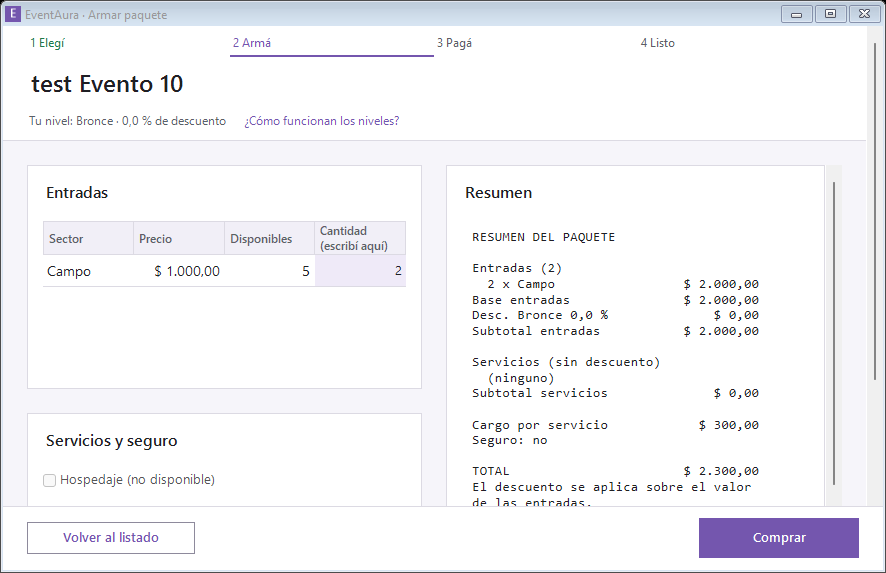 E EventAura · Armar paquete
1 Elegí
2 Armá
3 Pagá
4 Listo
test Evento 10
Tu nivel: Bronce · 0,0 % de descuento
¿Cómo funcionan los niveles?
Entradas
Sector
Precio
Disponibles
Cantidad
(escribí aquí)
Campo
$ 1.000,00
5
2
Servicios y seguro
Hospedaje (no disponible)
Resumen
RESUMEN DEL PAQUETE
Entradas (2)
2 x Campo $ 2.000,00
Base entradas $ 2.000,00
Desc. Bronce 0,0 % $ 0,00
Subtotal entradas $ 2.000,00
Servicios (sin descuento)
(ninguno)
Subtotal servicios $ 0,00
Cargo por servicio $ 300,00
Seguro: no
TOTAL $ 2.300,00
El descuento se aplica sobre el valor
de las entradas.
Volver al listado
Comprar